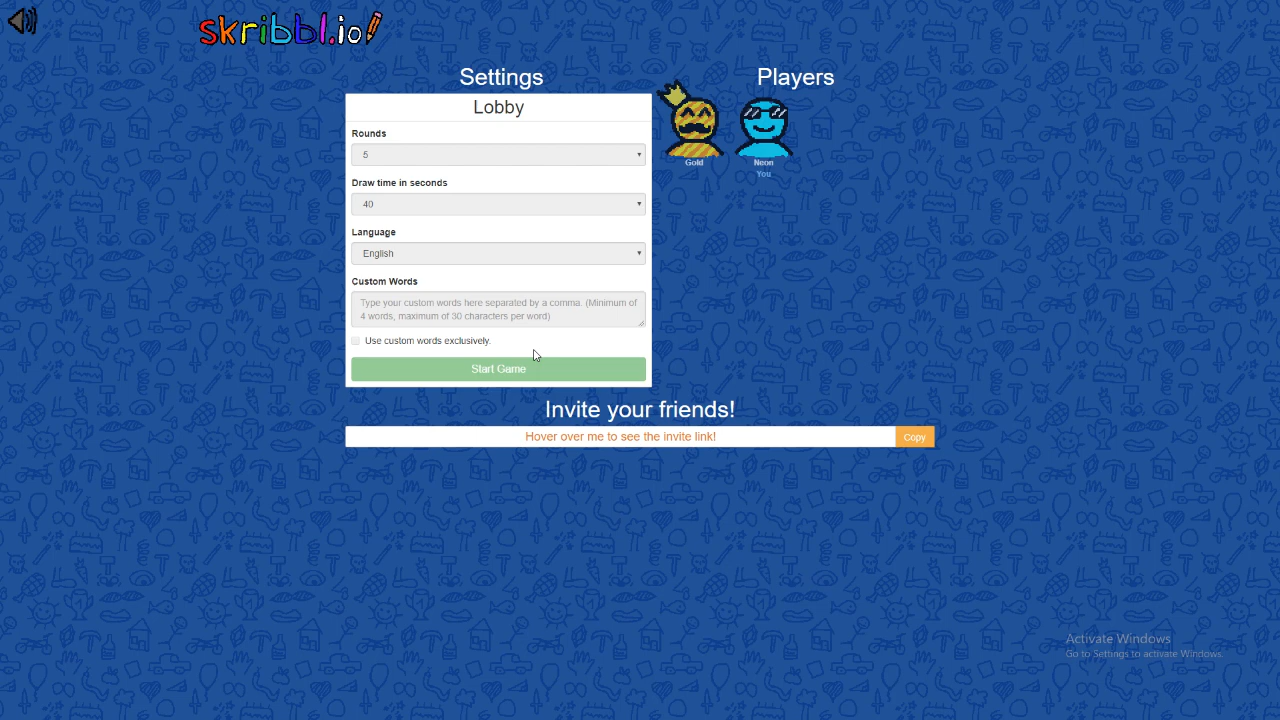 skribbl.io
Settings
Players
Lobby
Rounds
5
Draw time in seconds
40
Language
English
Custom Words
Type your custom words here separated by a comma. (Minimum of
4 words, maximum of 30 characters per word)
Use custom words exclusively.
Start Game
Gold
Neon
You
Invite your friends!
Hover over me to see the invite link!
Copy
Activate Windows
Go to Settings to activate Windows.